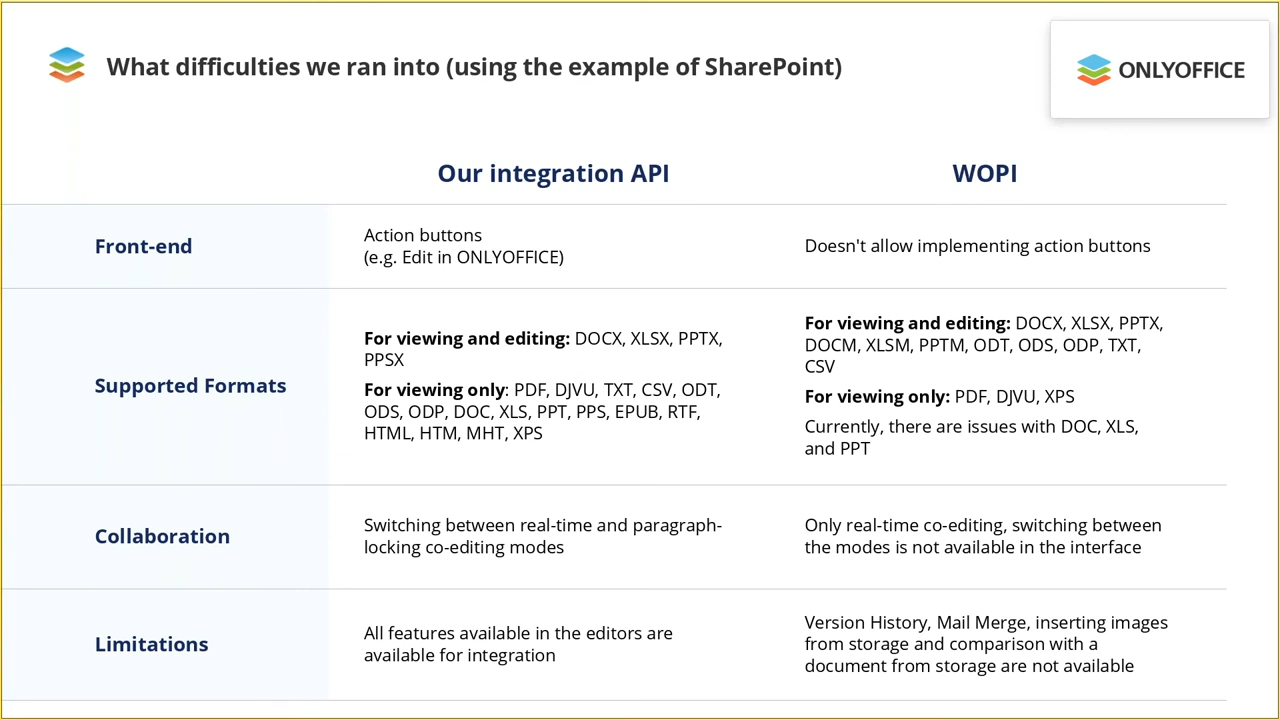 What difficulties we ran into (using the example of SharePoint)
ONLYOFFICE
Our integration API
WOPI
Front-end
Action buttons
(e.g. Edit in ONLYOFFICE)
Doesn't allow implementing action buttons
Supported Formats
For viewing and editing: DOCX, XLSX, PPTX,
PPSX
For viewing only: PDF, DJVU, TXT, CSV, ODT,
ODS, ODP, DOC, XLS, PPT, PPS, EPUB, RTF,
HTML, HTM, MHT, XPS
For viewing and editing: DOCX, XLSX, PPTX,
DOCM, XLSM, PPTM, ODT, ODS, ODP, TXT,
CSV
For viewing only: PDF, DJVU, XPS
Currently, there are issues with DOC, XLS,
and PPT
Collaboration
Switching between real-time and paragraph-
locking co-editing modes
Only real-time co-editing, switching between
the modes is not available in the interface
Limitations
All features available in the editors are
available for integration
Version History, Mail Merge, inserting images
from storage and comparison with a
document from storage are not available